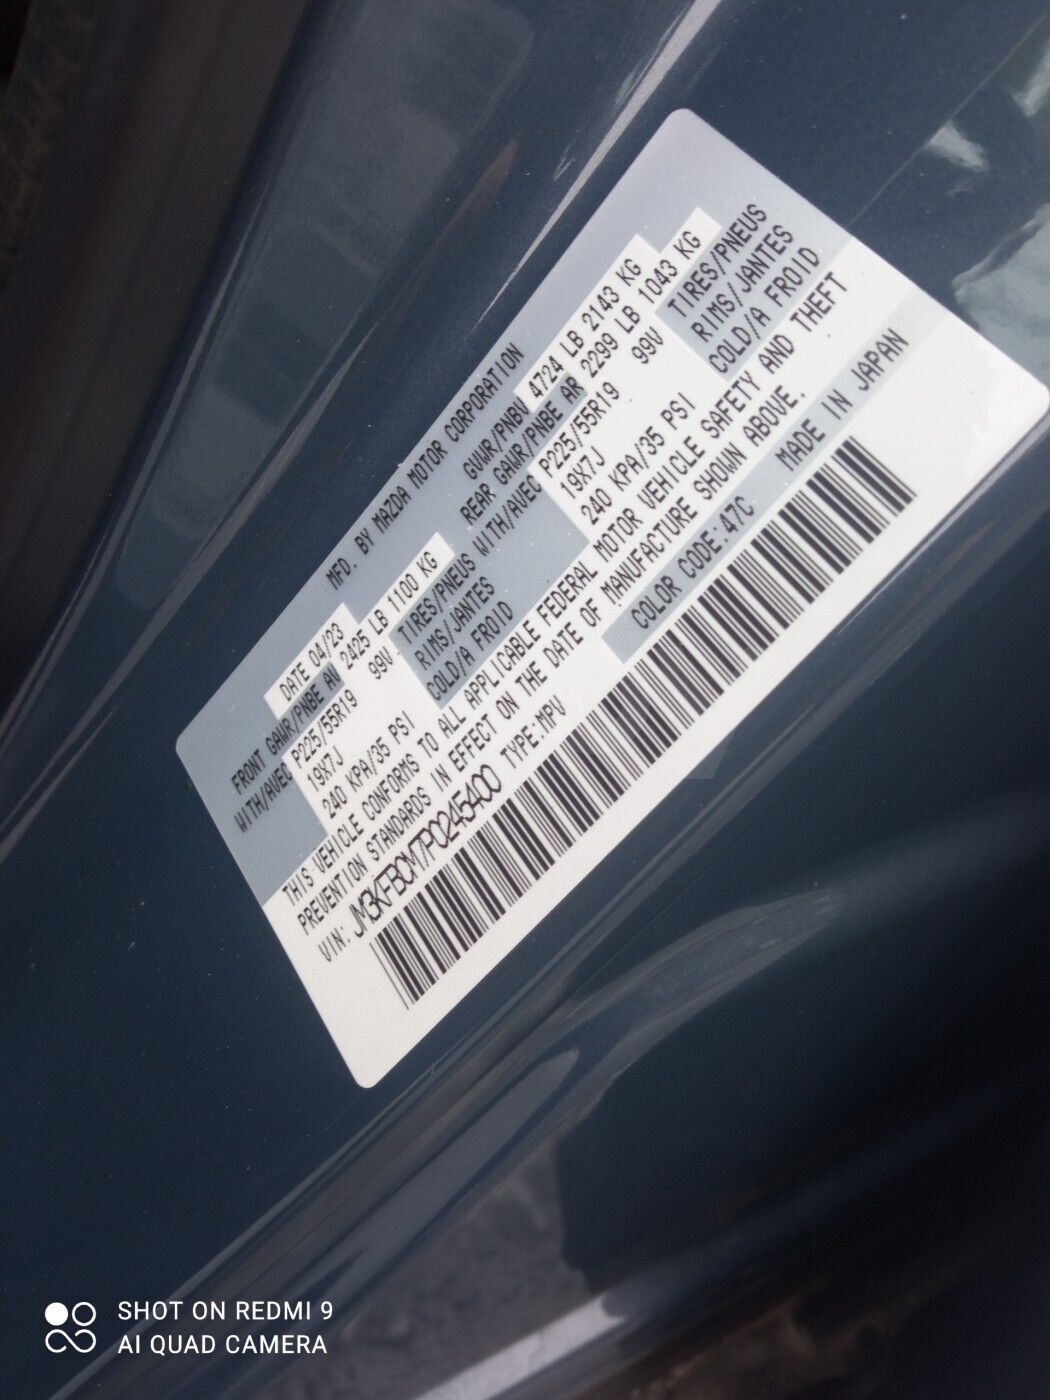 MFD. BY MAZDA MOTOR CORPORATION
DATE 04/23 GVWR/PNBV 4724 LB 2143 KG
FRONT GAWR/PNBE AV 2425 LB 1100 KG REAR GAWR/PNBE AR 2299 LB 1043 KG
WITH/AVEC P225/55R19 99V TIRES/PNEUS WITH/AVEC P225/55R19 99V TIRES/PNEUS
19X7J RIMS/JANTES 19X7J RIMS/JANTES
240 KPA/35 PSI COLD/A FROID 240 KPA/35 PSI COLD/A FROID
THIS VEHICLE CONFORMS TO ALL APPLICABLE FEDERAL MOTOR VEHICLE SAFETY AND THEFT
PREVENTION STANDARDS IN EFFECT ON THE DATE OF MANUFACTURE SHOWN ABOVE.
VIN: JM3KFBCM7P0245400 TYPE:MPV COLOR CODE:47C MADE IN JAPAN
SHOT ON REDMI 9
AI QUAD CAMERA